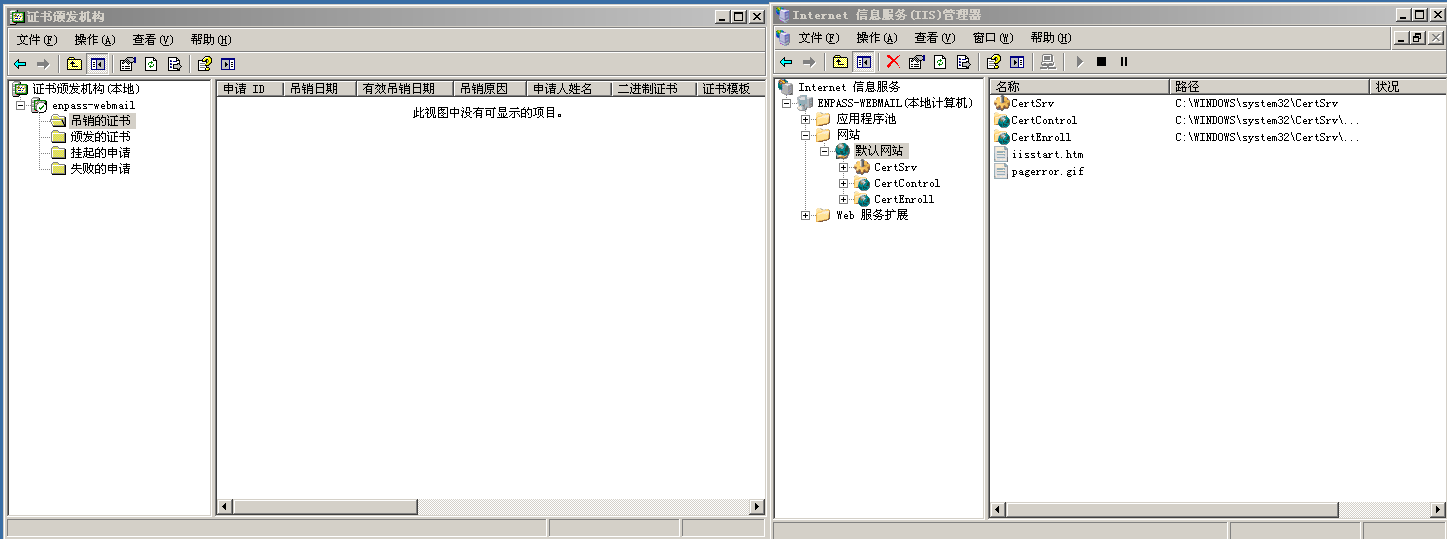 证书颁发机构
文件(F) 操作(A) 查看(V) 帮助(H)
证书颁发机构(本地)
enpass-webmail
吊销的证书
颁发的证书
挂起的申请
失败的申请
申请 ID 吊销日期 有效吊销日期 吊销原因 申请人姓名 二进制证书 证书模板
此视图中没有可显示的项目。
Internet 信息服务(IIS)管理器
文件(F) 操作(A) 查看(V) 窗口(W) 帮助(H)
Internet 信息服务
ENPASS-WEBMAIL(本地计算机)
应用程序池
网站
默认网站
CertSrv
CertControl
CertEnroll
Web 服务扩展
名称 路径 状况
CertSrv C:\WINDOWS\system32\CertSrv
CertControl C:\WINDOWS\system32\CertSrv\...
CertEnroll C:\WINDOWS\system32\CertSrv\...
iisstart.htm
pagerror.gif